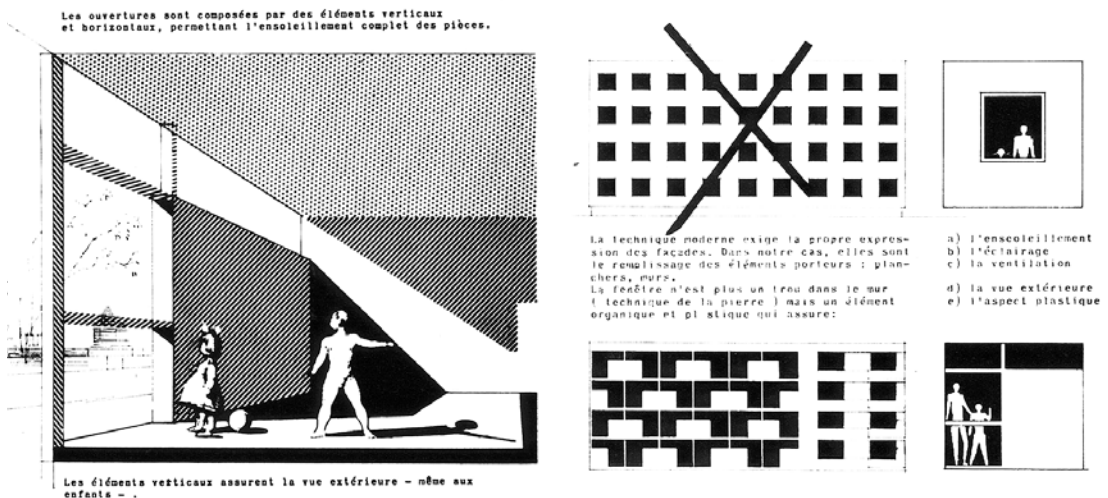 Les ouvertures sont composées par des éléments verticaux
et horizontaux, permettant l'ensoleillement complet des pièces.
Les éléments verticaux assurent la vue extérieure - même aux
enfants - .
La technique moderne exige la propre expres-
sion des façades. Dans notre cas, elles sont
le remplissage des éléments porteurs : plan-
chers, murs.
La fenêtre n'est plus un trou dans le mur
( technique de la pierre ) mais un élément
organique et pl stique qui assure:
a) l'ensoleillement
b) l'éclairage
c) la ventilation
d) la vue extérieure
e) l'aspect plastique